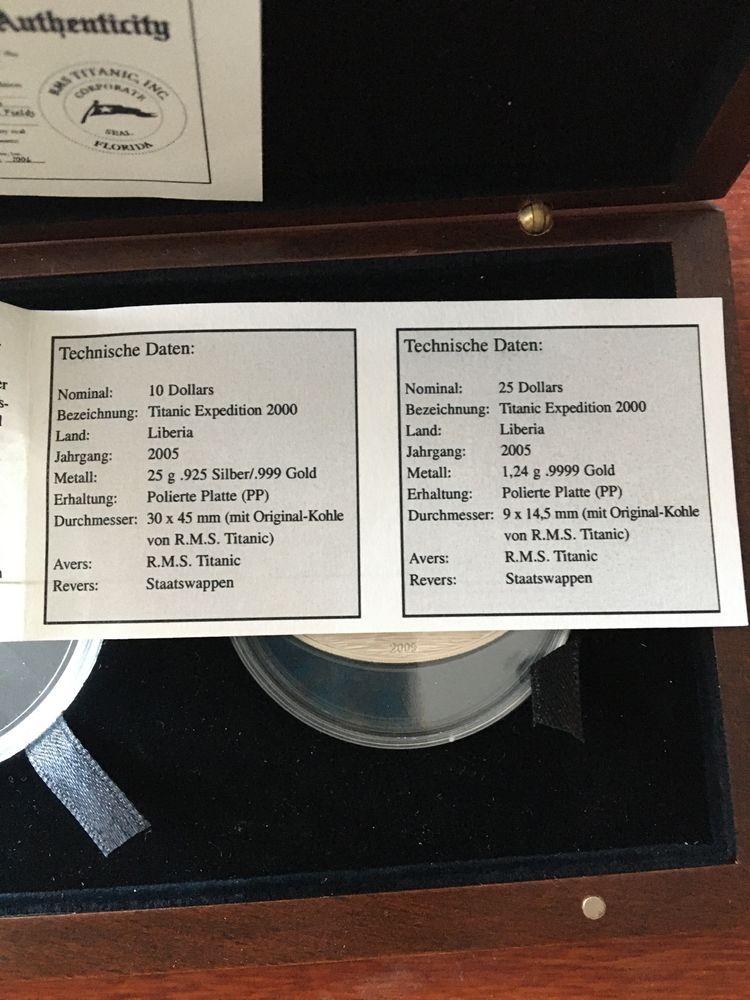 Authenticity
RMS TITANIC, INC.
CORPORATE
SEAL
FLORIDA
Technische Daten:
Nominal: 10 Dollars
Bezeichnung: Titanic Expedition 2000
Land: Liberia
Jahrgang: 2005
Metall: 25 g .925 Silber/.999 Gold
Erhaltung: Polierte Platte (PP)
Durchmesser: 30 x 45 mm (mit Original-Kohle
von R.M.S. Titanic)
Avers: R.M.S. Titanic
Revers: Staatswappen
Technische Daten:
Nominal: 25 Dollars
Bezeichnung: Titanic Expedition 2000
Land: Liberia
Jahrgang: 2005
Metall: 1,24 g .9999 Gold
Erhaltung: Polierte Platte (PP)
Durchmesser: 9 x 14,5 mm (mit Original-Kohle
von R.M.S. Titanic)
Avers: R.M.S. Titanic
Revers: Staatswappen
2005